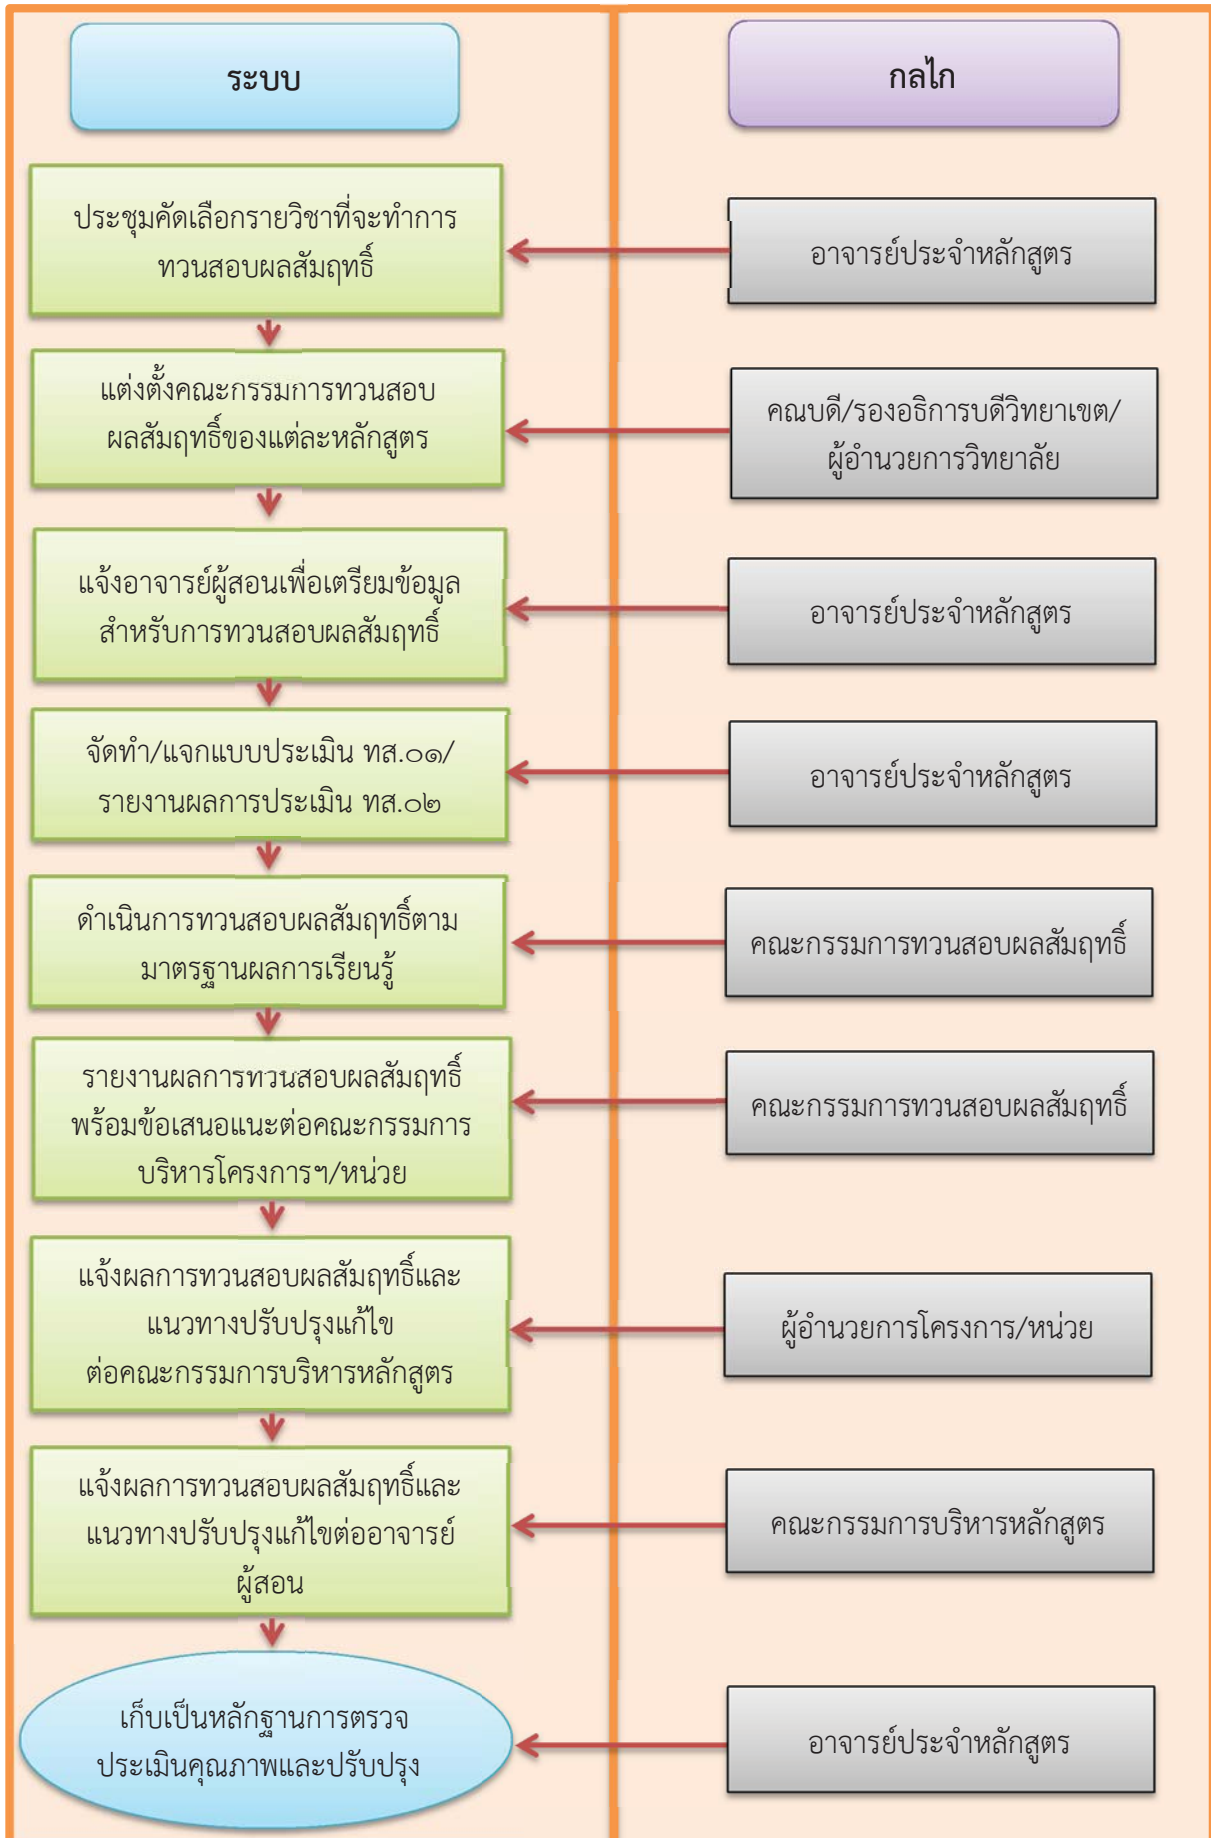 ระบบ
กลไก
ประชุมคัดเลือกรายวิชาที่จะทำการ
ทวนสอบผลสัมฤทธิ์
อาจารย์ประจำหลักสูตร
แต่งตั้งคณะกรรมการทวนสอบ
ผลสัมฤทธิ์ของแต่ละหลักสูตร
คณบดี/รองอธิการบดีวิทยาเขต/
ผู้อำนวยการวิทยาลัย
แจ้งอาจารย์ผู้สอนเพื่อเตรียมข้อมูล
สำหรับการทวนสอบผลสัมฤทธิ์
อาจารย์ประจำหลักสูตร
จัดทำ/แจกแบบประเมิน ทส.๐๑/
รายงานผลการประเมิน ทส.๐๒
อาจารย์ประจำหลักสูตร
ดำเนินการทวนสอบผลสัมฤทธิ์ตาม
มาตรฐานผลการเรียนรู้
คณะกรรมการทวนสอบผลสัมฤทธิ์
รายงานผลการทวนสอบผลสัมฤทธิ์
พร้อมข้อเสนอแนะต่อคณะกรรมการ
บริหารโครงการฯ/หน่วย
คณะกรรมการทวนสอบผลสัมฤทธิ์
แจ้งผลการทวนสอบผลสัมฤทธิ์และ
แนวทางปรับปรุงแก้ไข
ต่อคณะกรรมการบริหารหลักสูตร
ผู้อำนวยการโครงการ/หน่วย
แจ้งผลการทวนสอบผลสัมฤทธิ์และ
แนวทางปรับปรุงแก้ไขต่ออาจารย์
ผู้สอน
คณะกรรมการบริหารหลักสูตร
เก็บเป็นหลักฐานการตรวจ
ประเมินคุณภาพและปรับปรุง
อาจารย์ประจำหลักสูตร